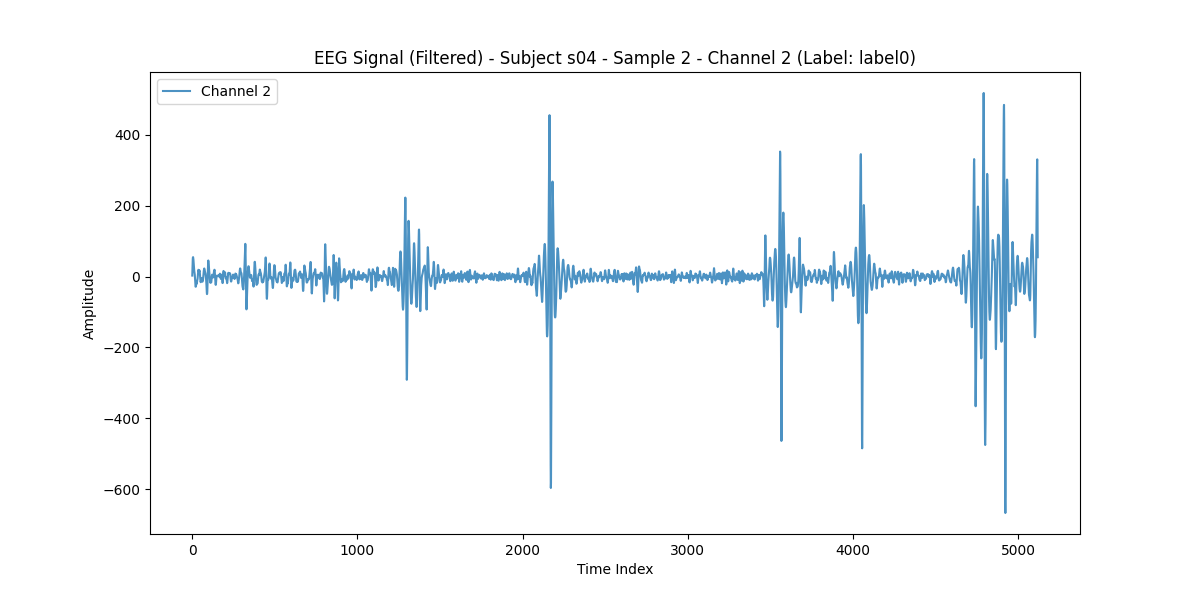 EEG Signal (Filtered) - Subject s04 - Sample 2 - Channel 2 (Label: label0)
Channel 2
400
200
0
−200
−400
−600
Amplitude
0 1000 2000 3000 4000 5000
Time Index